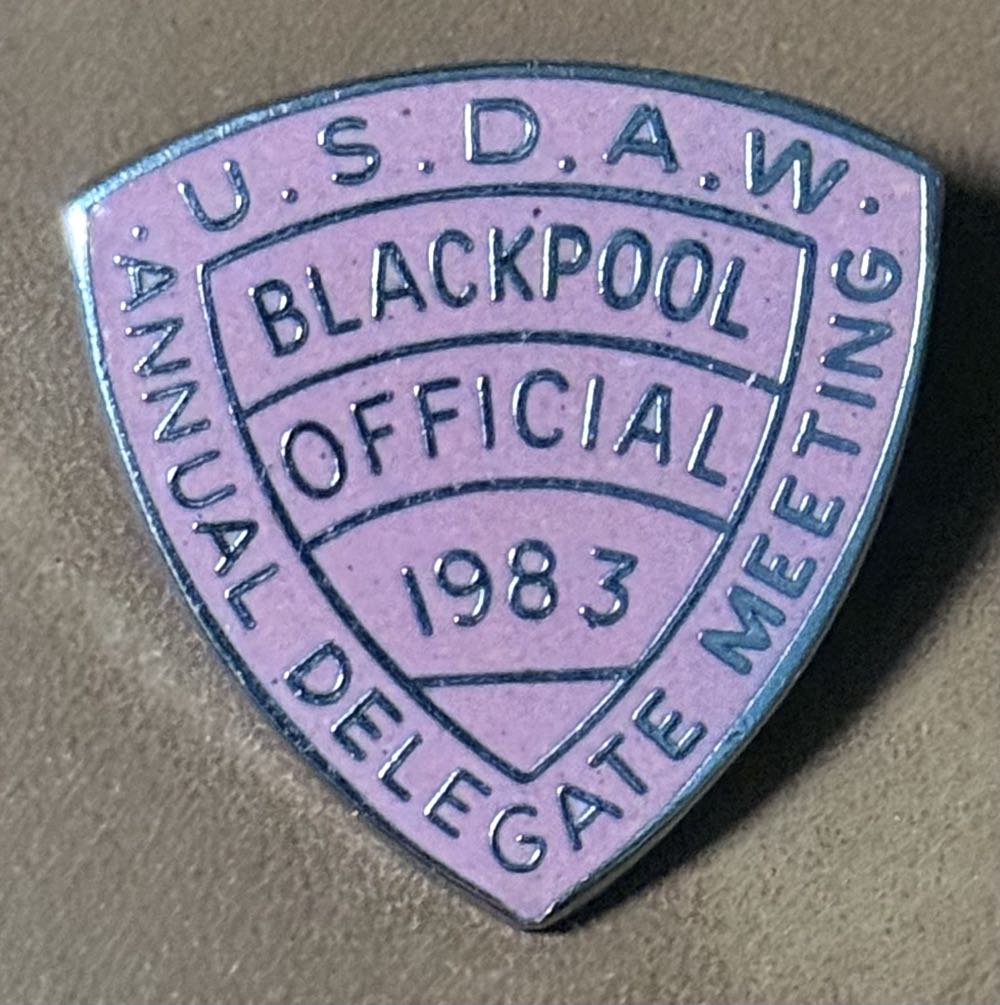 . U.S.D.A.W .
ANNUAL DELEGATE MEETING
BLACKPOOL
OFFICIAL
1983